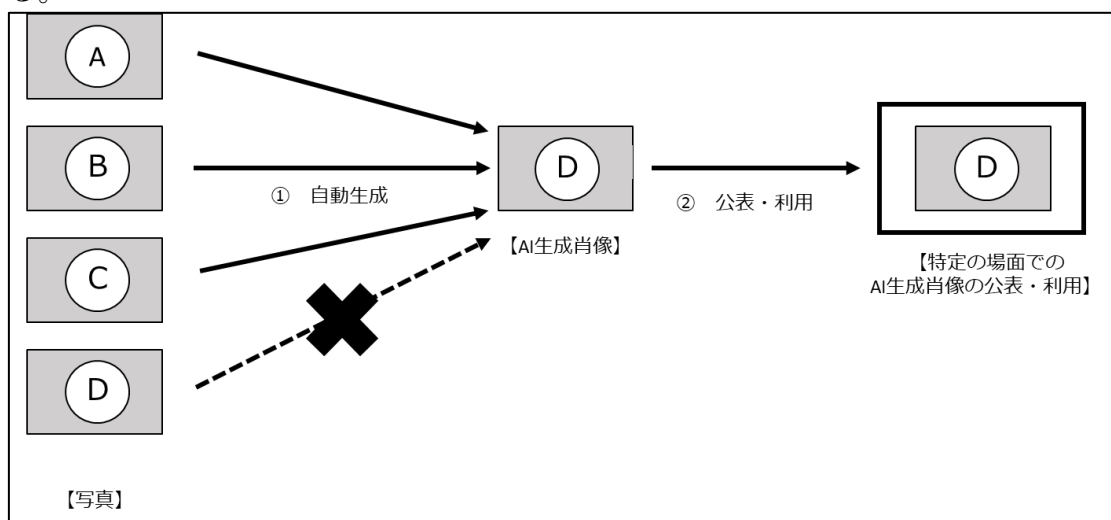 る。
A
B
① 自動生成
C
D
【写真】
D
【AI生成肖像】
② 公表・利用
D
【特定の場面での
AI生成肖像の公表・利用】